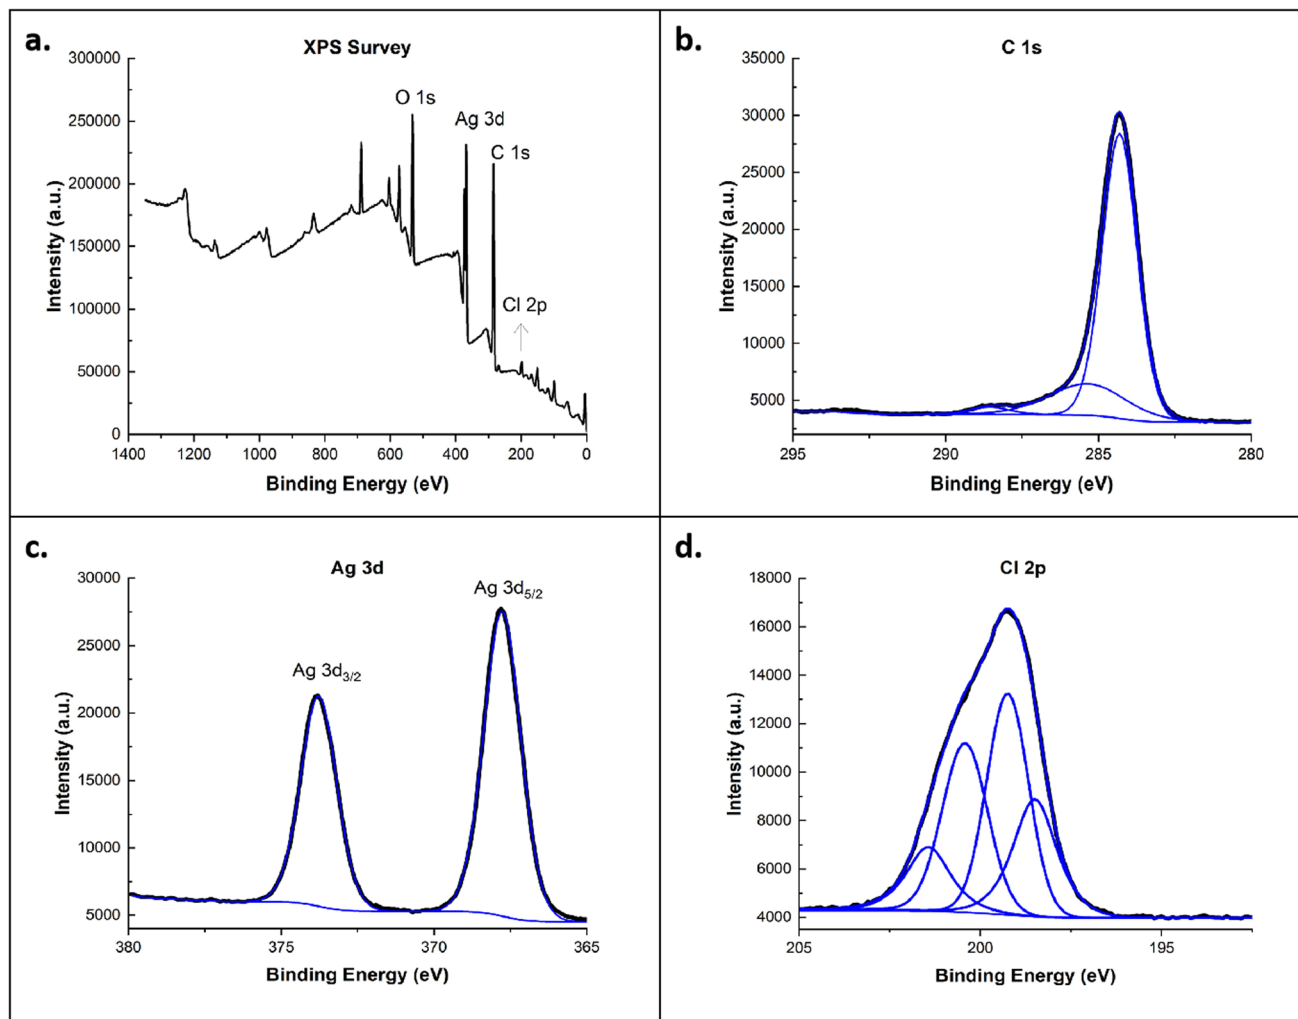 a.
XPS Survey
300000
250000
200000
150000
100000
50000
0
Intensity (a.u.)
O 1s
Ag 3d
C 1s
Cl 2p
1400 1200 1000 800 600 400 200 0
Binding Energy (eV)
b.
C 1s
35000
30000
25000
20000
15000
10000
5000
Intensity (a.u.)
295 290 285 280
Binding Energy (eV)
c.
Ag 3d
30000
25000
20000
15000
10000
5000
Intensity (a.u.)
Ag 3d3/2
Ag 3d5/2
380 375 370 365
Binding Energy (eV)
d.
Cl 2p
18000
16000
14000
12000
10000
8000
6000
4000
Intensity (a.u.)
205 200 195
Binding Energy (eV)